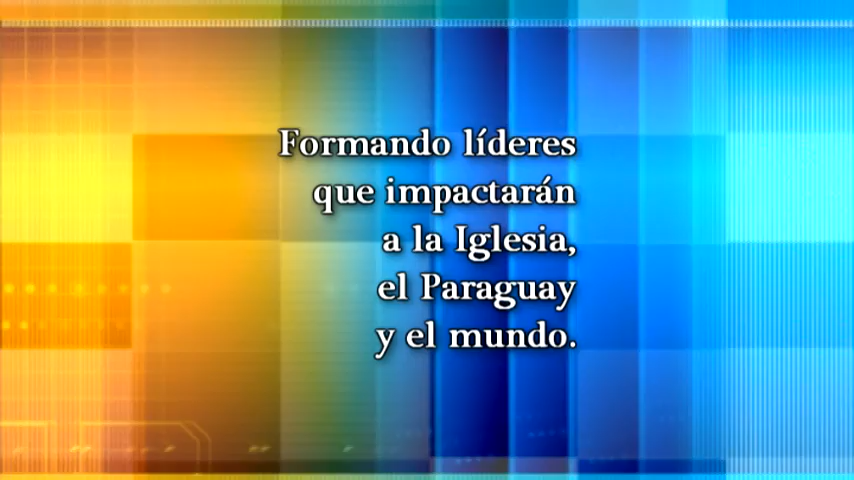 Formando líderes
que impactarán
a la Iglesia,
el Paraguay
y el mundo.